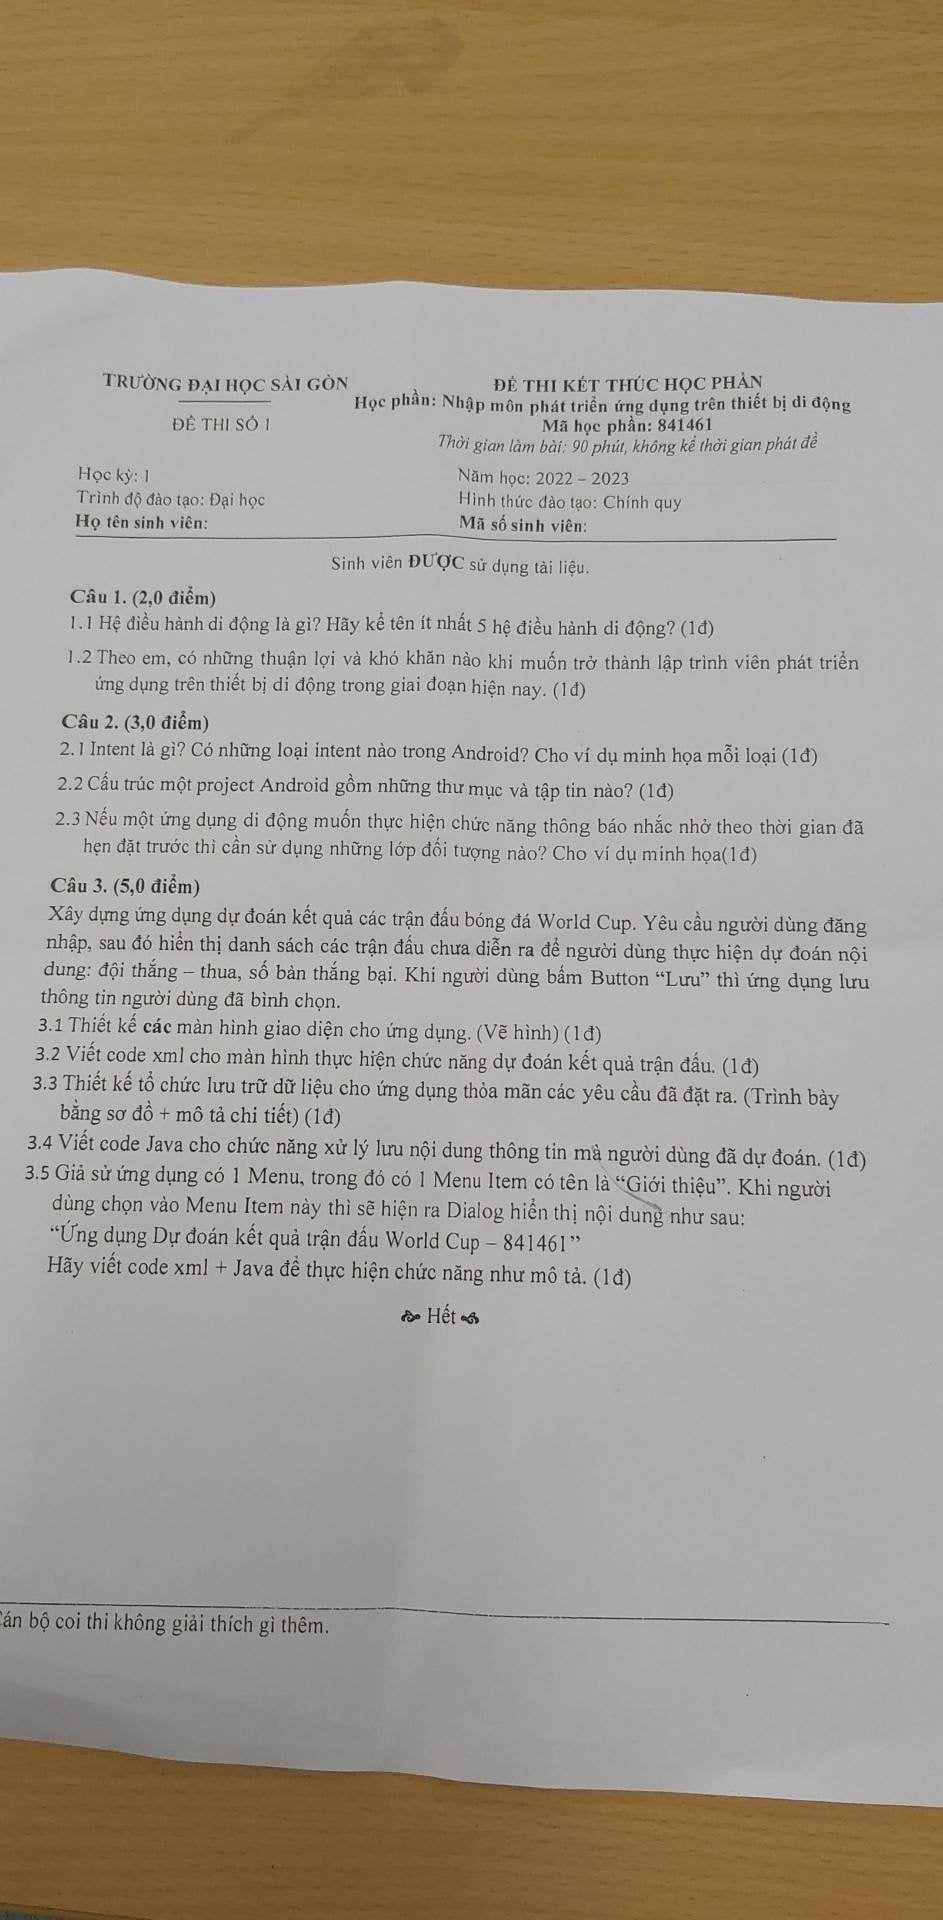 TRƯỜNG ĐẠI HỌC SÀI GÒN
ĐỀ THI SỐ 1
ĐỀ THI KẾT THÚC HỌC PHẦN
Học phần: Nhập môn phát triển ứng dụng trên thiết bị di động
Mã học phần: 841461
Thời gian làm bài: 90 phút, không kể thời gian phát đề
Học kỳ: 1
Năm học: 2022 – 2023
Trình độ đào tạo: Đại học
Hình thức đào tạo: Chính quy
Họ tên sinh viên:
Mã số sinh viên:
Sinh viên ĐƯỢC sử dụng tài liệu.
Câu 1. (2,0 điểm)
1.1 Hệ điều hành di động là gì? Hãy kể tên ít nhất 5 hệ điều hành di động? (1đ)
1.2 Theo em, có những thuận lợi và khó khăn nào khi muốn trở thành lập trình viên phát triển
ứng dụng trên thiết bị di động trong giai đoạn hiện nay. (1đ)
Câu 2. (3,0 điểm)
2.1 Intent là gì? Có những loại intent nào trong Android? Cho ví dụ minh họa mỗi loại (1đ)
2.2 Cấu trúc một project Android gồm những thư mục và tập tin nào? (1đ)
2.3 Nếu một ứng dụng di động muốn thực hiện chức năng thông báo nhắc nhở theo thời gian đã
hẹn đặt trước thì cần sử dụng những lớp đối tượng nào? Cho ví dụ minh họa(1đ)
Câu 3. (5,0 điểm)
Xây dựng ứng dụng dự đoán kết quả các trận đấu bóng đá World Cup. Yêu cầu người dùng đăng
nhập, sau đó hiển thị danh sách các trận đấu chưa diễn ra để người dùng thực hiện dự đoán nội
dung: đội thắng – thua, số bàn thắng bại. Khi người dùng bấm Button “Lưu” thì ứng dụng lưu
thông tin người dùng đã bình chọn.
3.1 Thiết kế các màn hình giao diện cho ứng dụng. (Vẽ hình) (1đ)
3.2 Viết code xml cho màn hình thực hiện chức năng dự đoán kết quả trận đấu. (1đ)
3.3 Thiết kế tổ chức lưu trữ dữ liệu cho ứng dụng thỏa mãn các yêu cầu đã đặt ra. (Trình bày
bằng sơ đồ + mô tả chi tiết) (1đ)
3.4 Viết code Java cho chức năng xử lý lưu nội dung thông tin mà người dùng đã dự đoán. (1đ)
3.5 Giả sử ứng dụng có 1 Menu, trong đó có 1 Menu Item có tên là “Giới thiệu”. Khi người
dùng chọn vào Menu Item này thì sẽ hiện ra Dialog hiển thị nội dung như sau:
“Ứng dụng Dự đoán kết quả trận đấu World Cup – 841461”
Hãy viết code xml + Java để thực hiện chức năng như mô tả. (1đ)
Hết
Cán bộ coi thi không giải thích gì thêm.